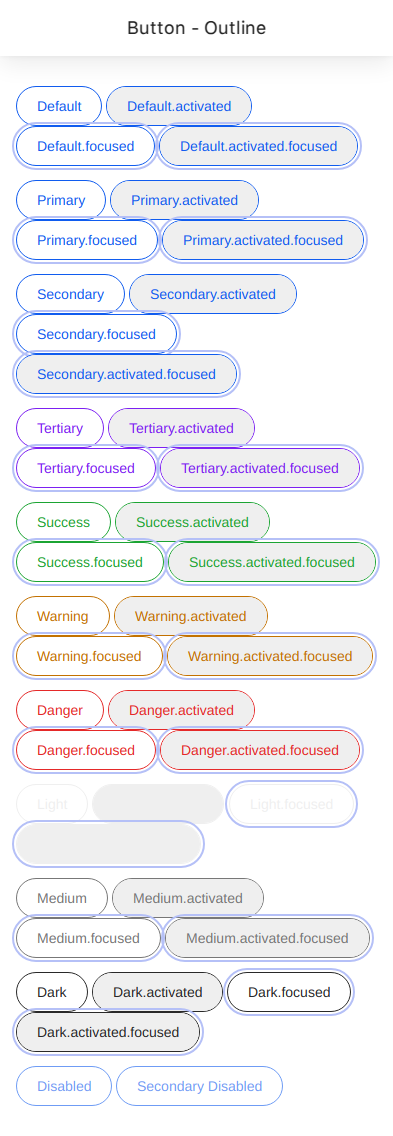 Button - Outline
Default Default.activated
Default.focused Default.activated.focused
Primary Primary.activated
Primary.focused Primary.activated.focused
Secondary Secondary.activated
Secondary.focused
Secondary.activated.focused
Tertiary Tertiary.activated
Tertiary.focused Tertiary.activated.focused
Success Success.activated
Success.focused Success.activated.focused
Warning Warning.activated
Warning.focused Warning.activated.focused
Danger Danger.activated
Danger.focused Danger.activated.focused
Light Light.focused
Medium Medium.activated
Medium.focused Medium.activated.focused
Dark Dark.activated Dark.focused
Dark.activated.focused
Disabled Secondary Disabled